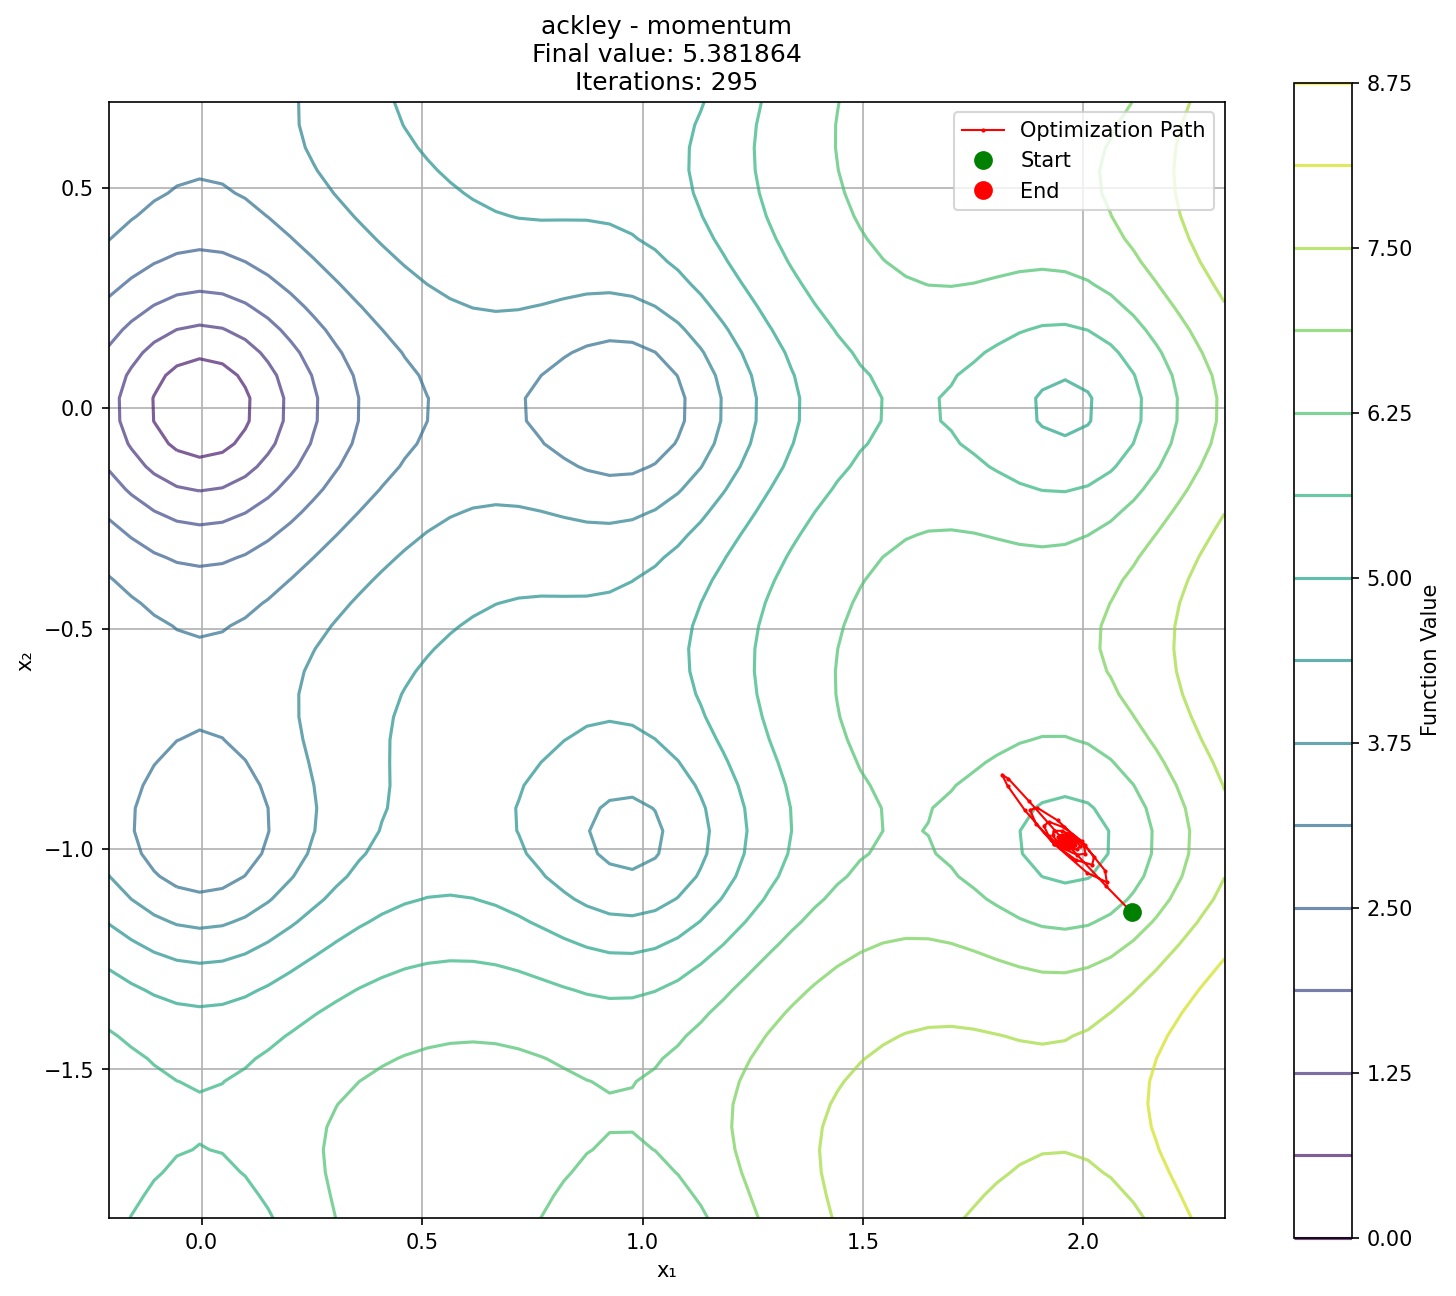 ackley - momentum
Final value: 5.381864
Iterations: 295
Optimization Path
Start
End
0.5
0.0
−0.5
−1.0
−1.5
x₂
0.0
0.5
1.0
1.5
2.0
x₁
8.75
7.50
6.25
5.00
3.75
2.50
1.25
0.00
Function Value